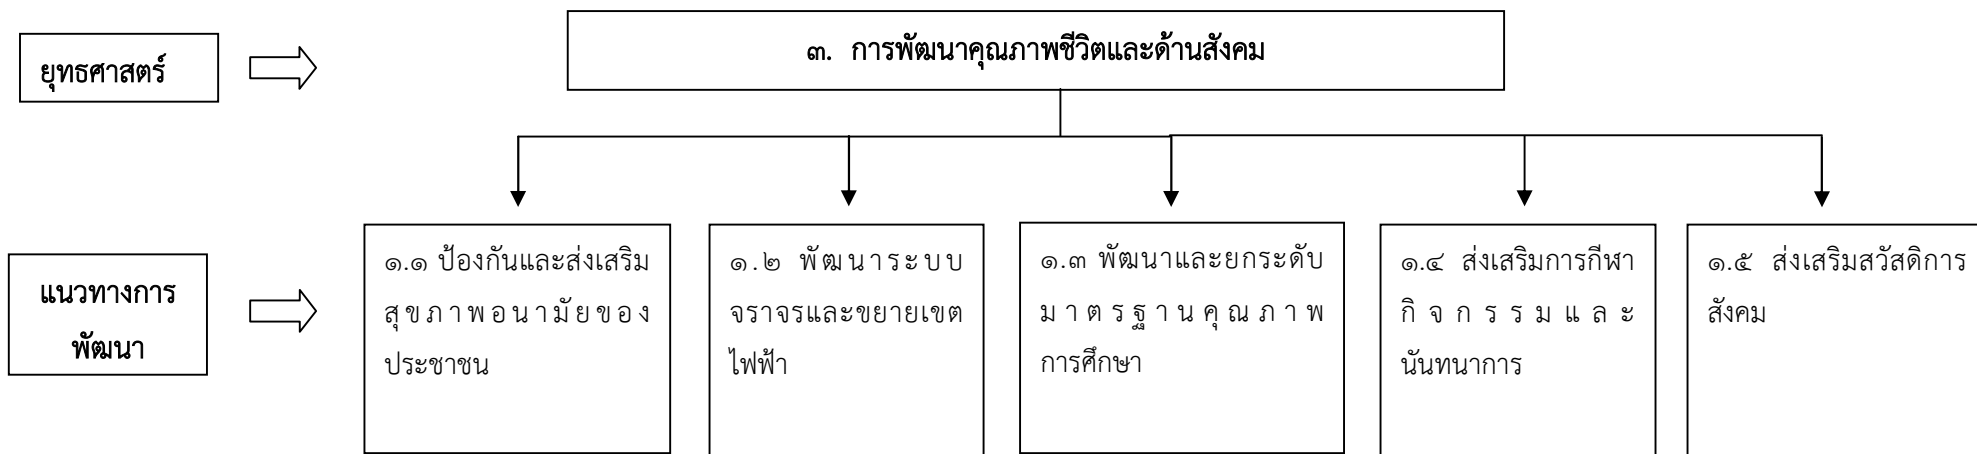 ยุทธศาสตร์
๓. การพัฒนาคุณภาพชีวิตและด้านสังคม
แนวทางการ
พัฒนา
๑.๑ ป้องกันและส่งเสริม
สุขภาพอนามัยของ
ประชาชน
๑.๒ พัฒนาระบบ
จราจรและขยายเขต
ไฟฟ้า
๑.๓ พัฒนาและยกระดับ
มาตรฐานคุณภาพ
การศึกษา
๑.๔ ส่งเสริมการกีฬา
กิจกรรมและ
นันทนาการ
๑.๕ ส่งเสริมสวัสดิการ
สังคม